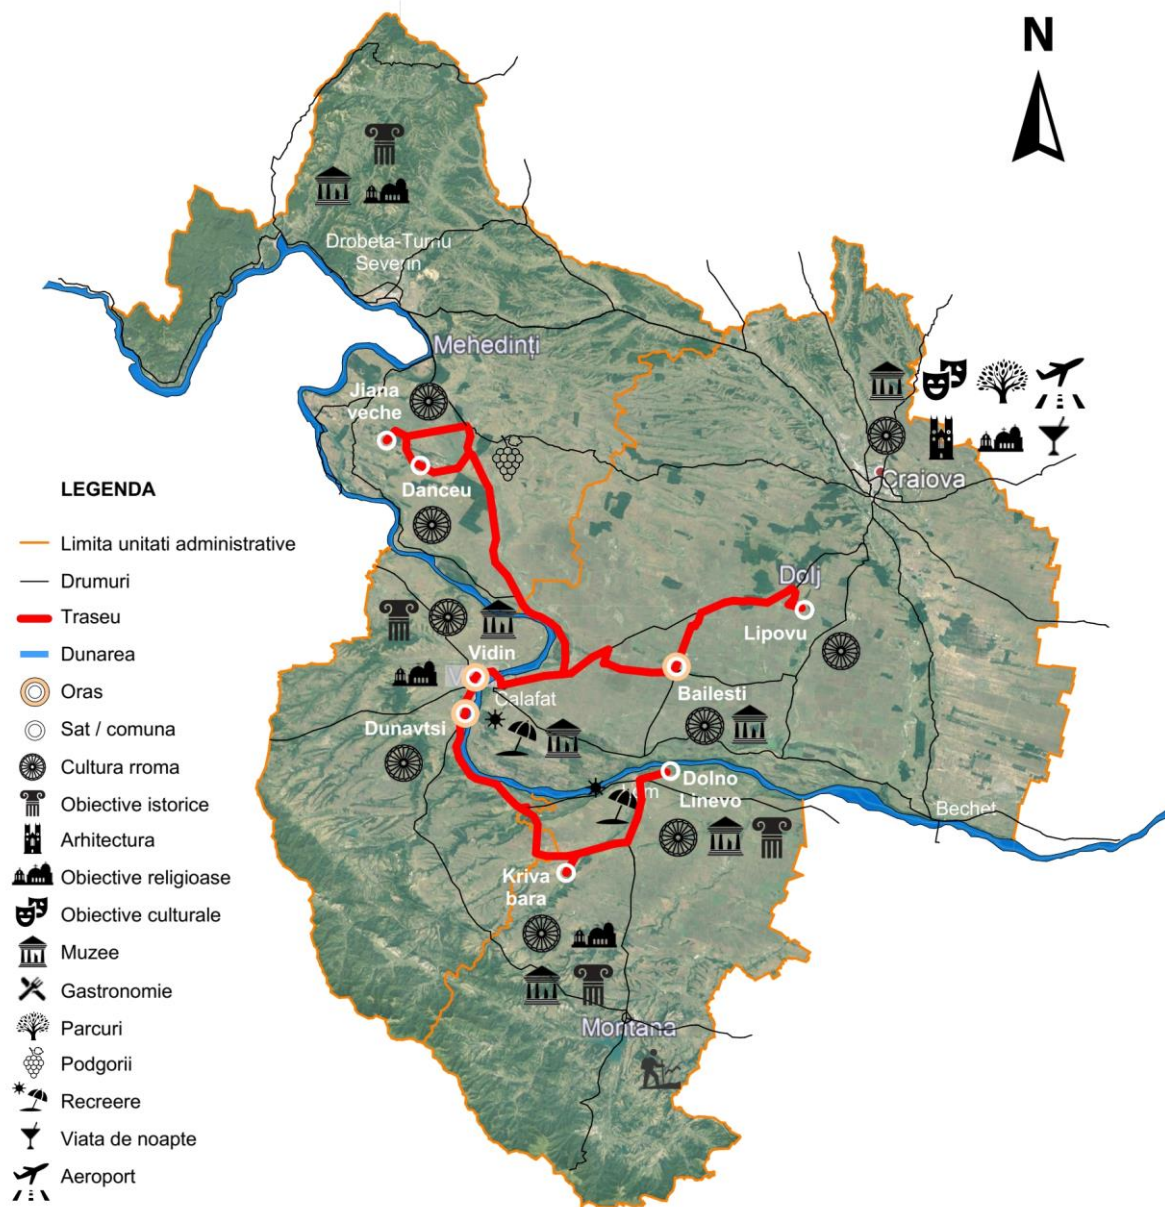 N
Drobeta-Turnu
Severin
Mehedinți
Jiana
veche
Danceu
Craiova
Dolj
Lipovu
Vidin
Calafat
Bailesti
Dunavtsi
Dolno
Linevo
Bechet
Kriva
bara
Montana
LEGENDA
Limita unitati administrative
Drumuri
Traseu
Dunarea
Oras
Sat / comuna
Cultura rroma
Obiective istorice
Arhitectura
Obiective religioase
Obiective culturale
Muzee
Gastronomie
Parcuri
Podgorii
Recreere
Viata de noapte
Aeroport